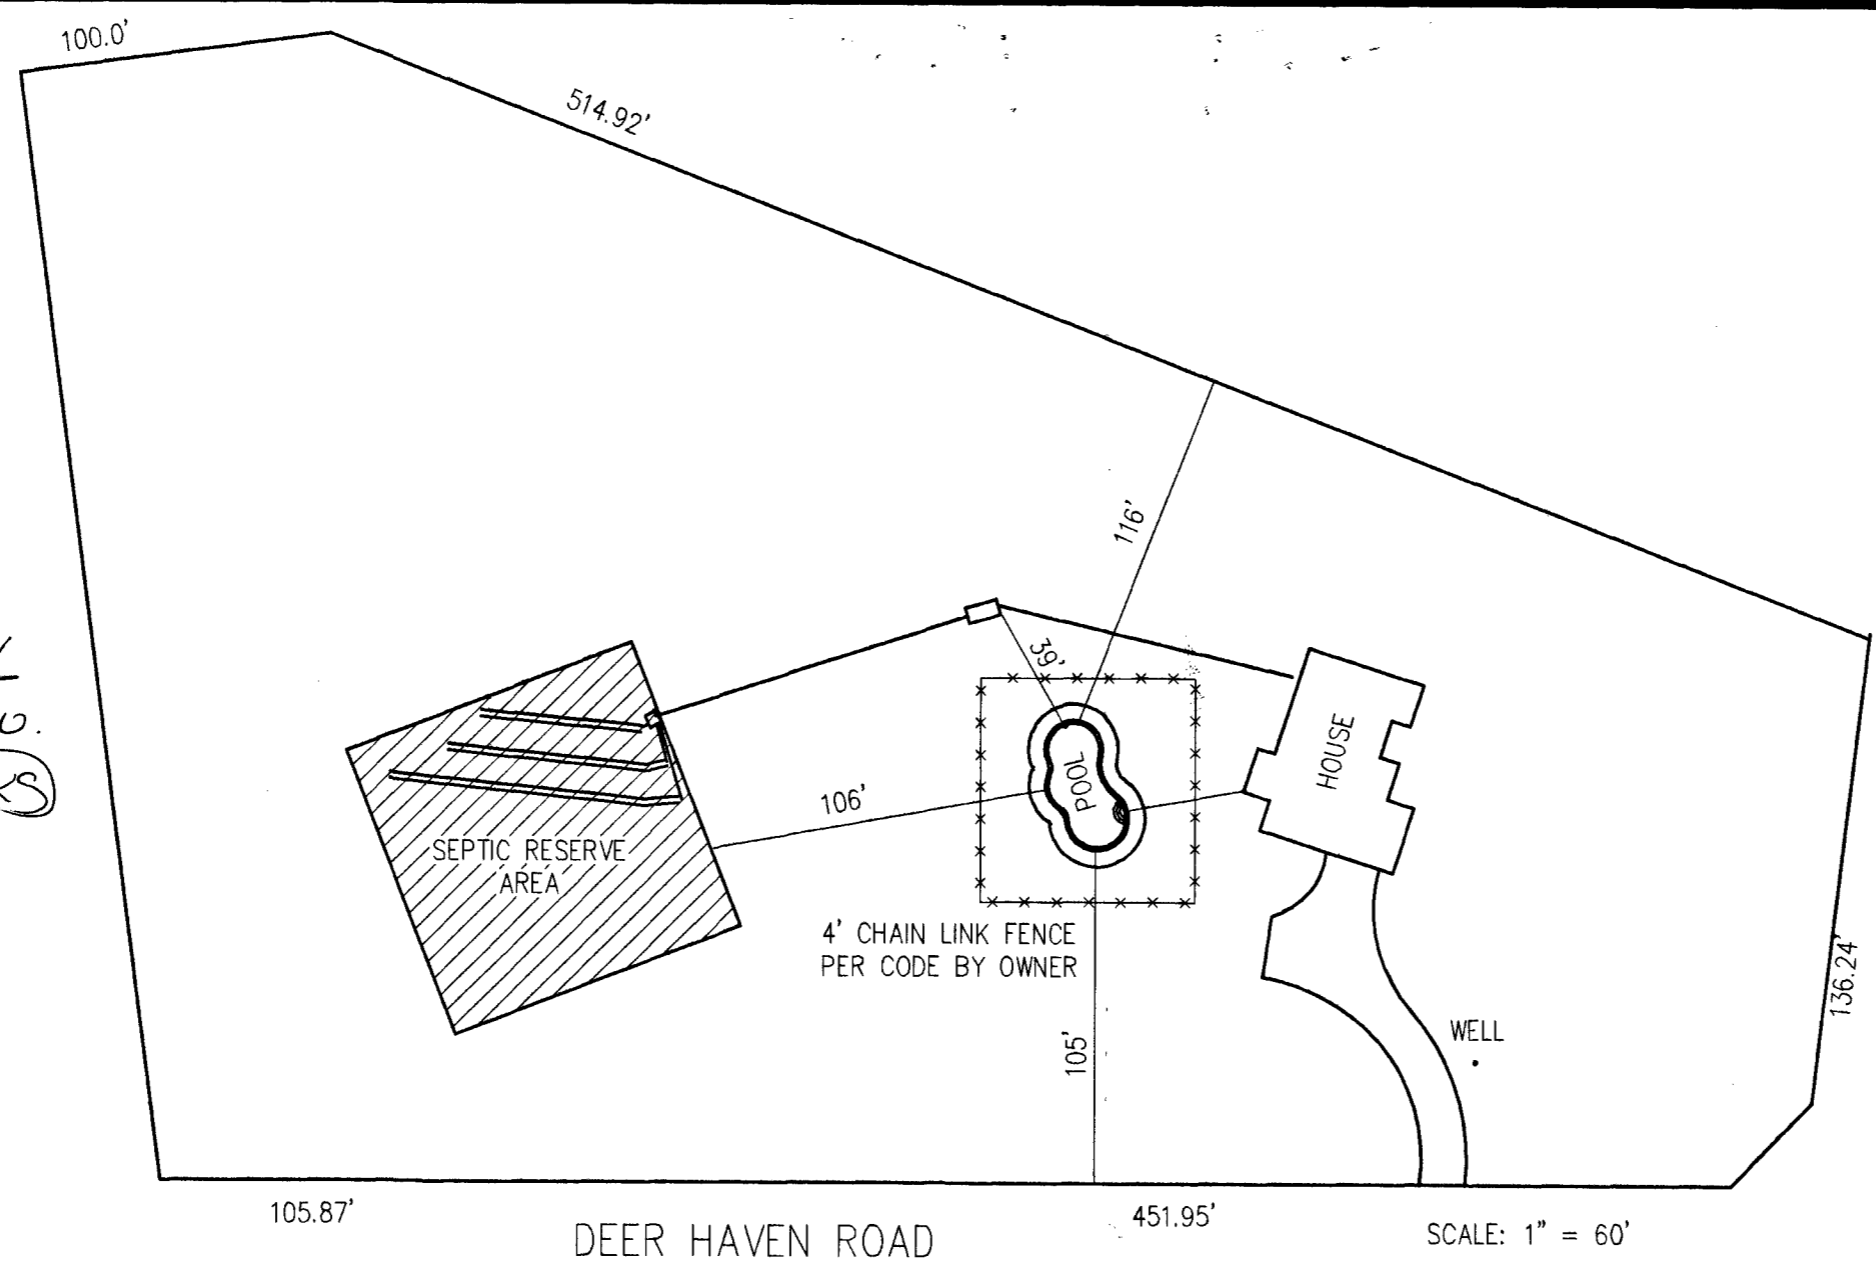 100.0'
514.92'
116'
39'
HOUSE
POOL
106'
SEPTIC RESERVE
AREA
4' CHAIN LINK FENCE
PER CODE BY OWNER
136.24'
WELL
105'
105.87'
451.95'
DEER HAVEN ROAD
SCALE: 1" = 60'